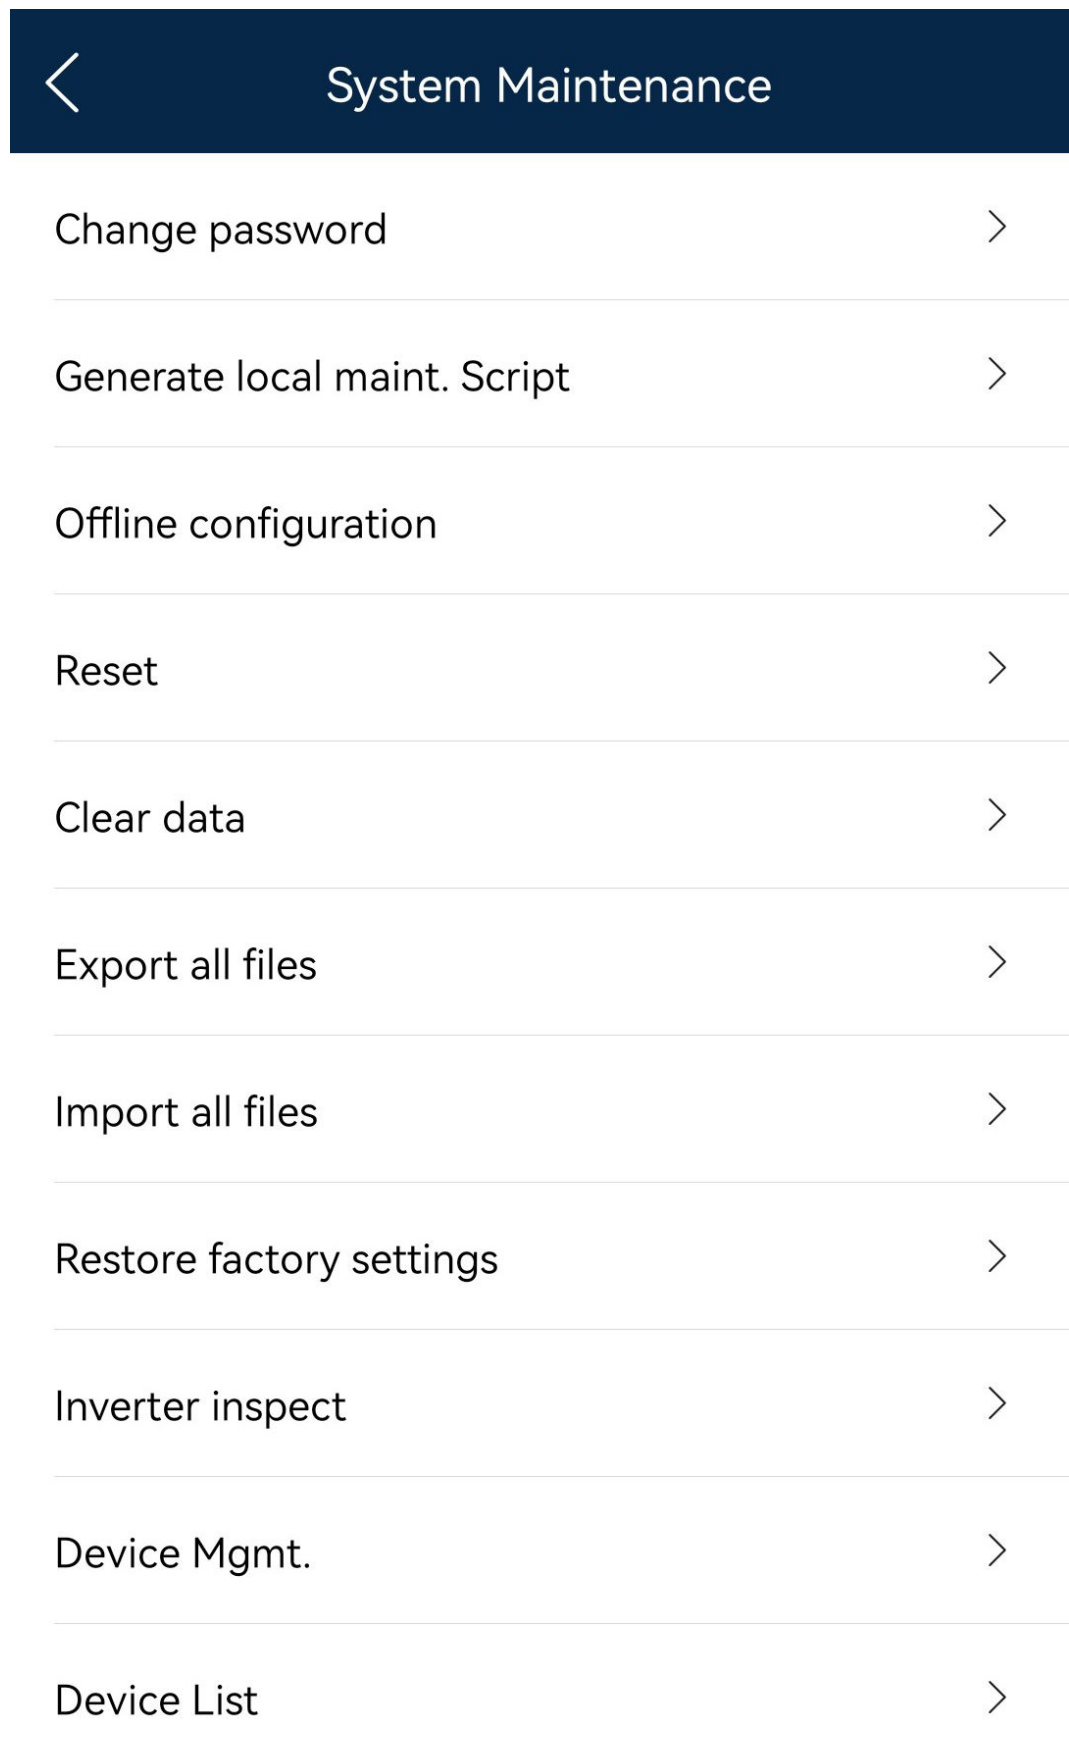 System Maintenance
Change password
Generate local maint. Script
Offline configuration
Reset
Clear data
Export all files
Import all files
Restore factory settings
Inverter inspect
Device Mgmt.
Device List